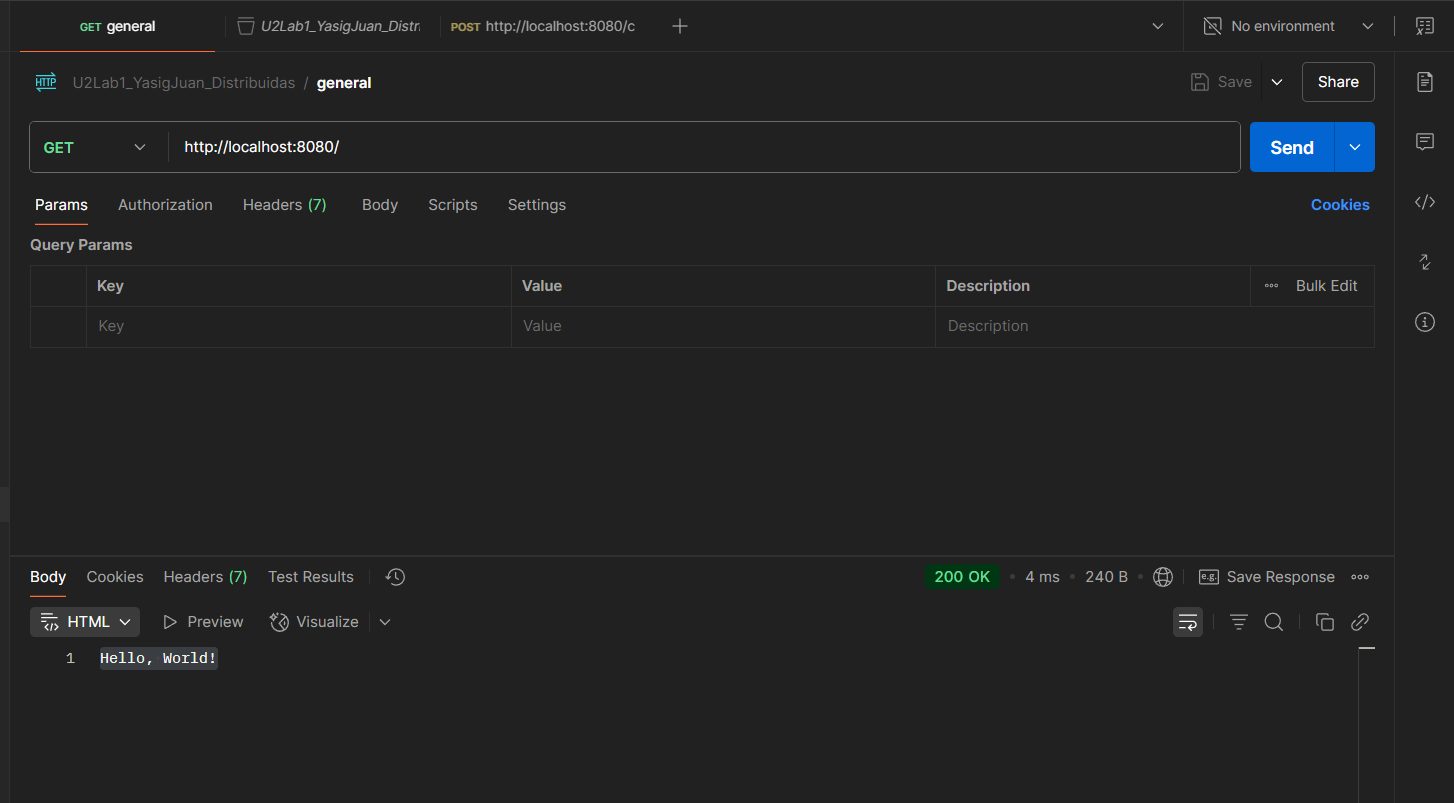 GET general U2Lab1_YasigJuan_Distri POST http://localhost:8080/c No environment
HTTP U2Lab1_YasigJuan_Distribuidas / general Save Share
GET http://localhost:8080/ Send
Params Authorization Headers (7) Body Scripts Settings Cookies
Query Params
Key Value Description Bulk Edit
Key Value Description
Body Cookies Headers (7) Test Results 200 OK • 4 ms • 240 B • e.g. Save Response
HTML Preview Visualize
1 Hello, World!